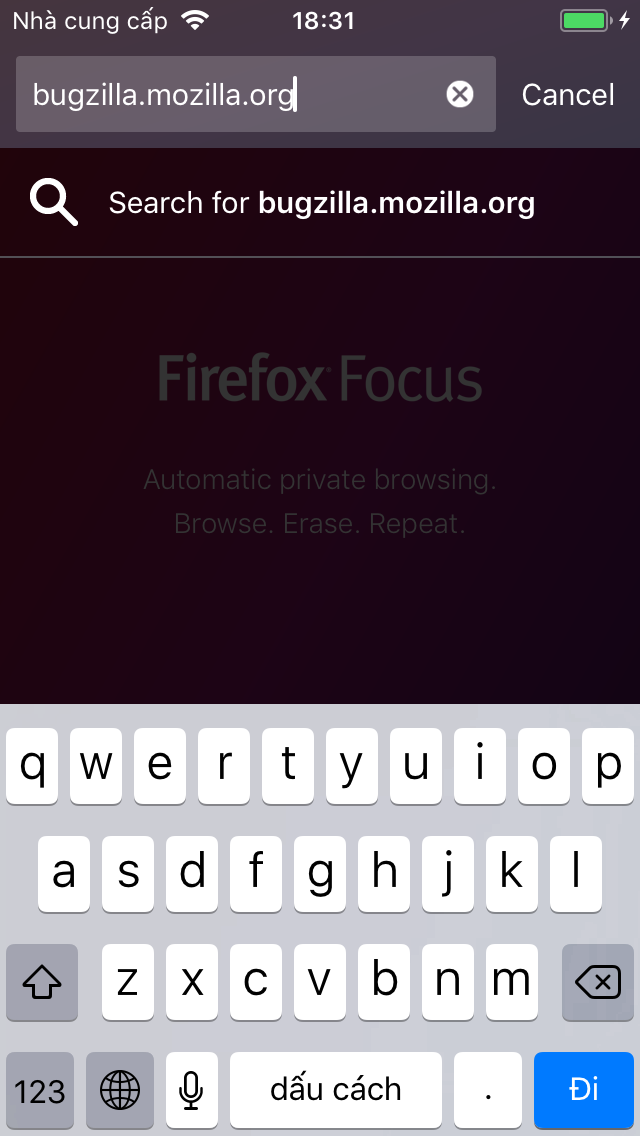 Nhà cung cấp 18:31
bugzilla.mozilla.org Cancel
Search for bugzilla.mozilla.org
Firefox Focus
Automatic private browsing.
Browse. Erase. Repeat.
q w e r t y u i o p
a s d f g h j k l
z x c v b n m
123 dấu cách . Đi